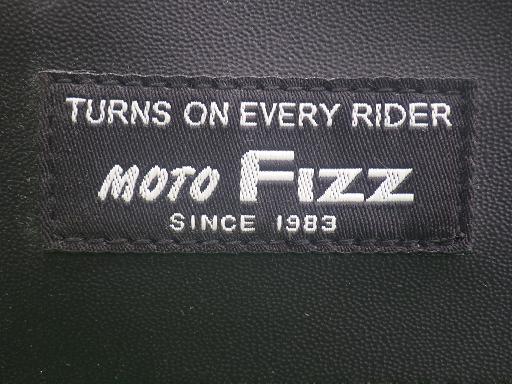 TURNS ON EVERY RIDER
MOTO FIZZ
SINCE 1983